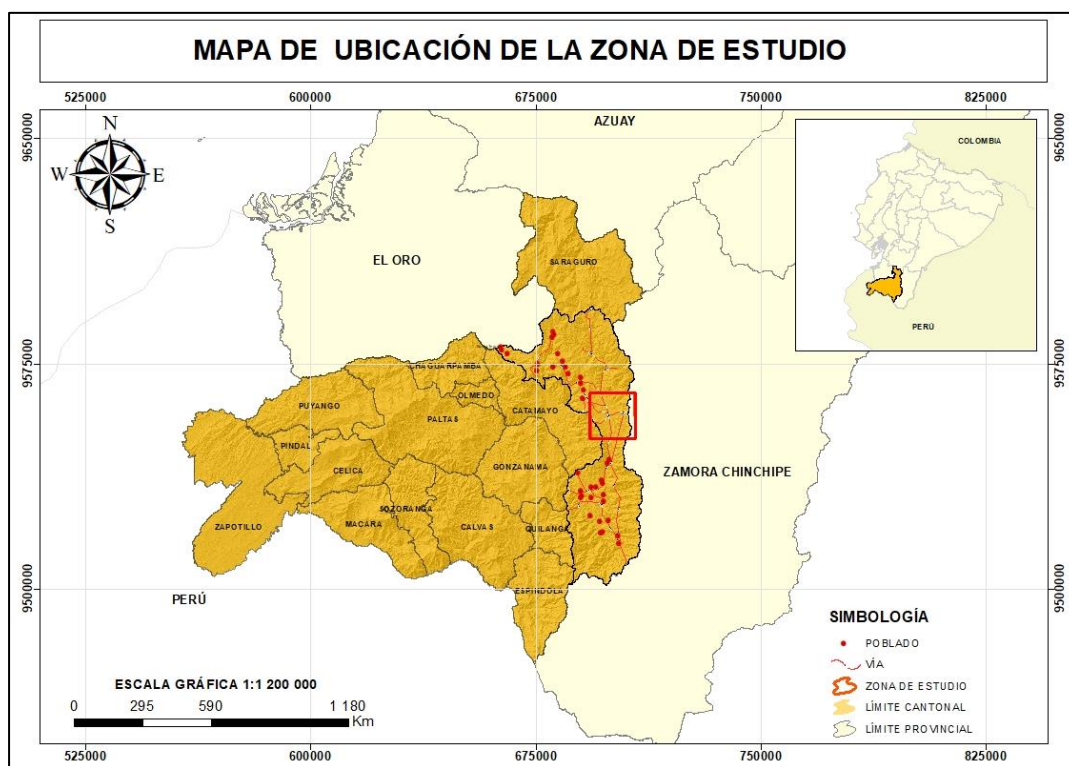 MAPA DE UBICACIÓN DE LA ZONA DE ESTUDIO
525000 600000 675000 750000 825000
9650000 9650000
N
W E
S
AZUAY
COLOMBIA
PERÚ
EL ORO
SARAGURO
9575000 9575000
CHAGUARPAMBA
OLMEDO
PUYANGO
PALTAS
CATAMAYO
PINDAL
CELICA
GONZANAMA
ZAMORA CHINCHIPE
SOZORANGA
ZAPOTILLO
MACARA
CALVAS
QUILANGA
ESPINDOLA
9500000 9500000
PERÚ
SIMBOLOGÍA
POBLADO
VÍA
ZONA DE ESTUDIO
LÍMITE CANTONAL
LÍMITE PROVINCIAL
ESCALA GRÁFICA 1:1 200 000
0 295 590 1 180
Km
525000 600000 675000 750000 825000